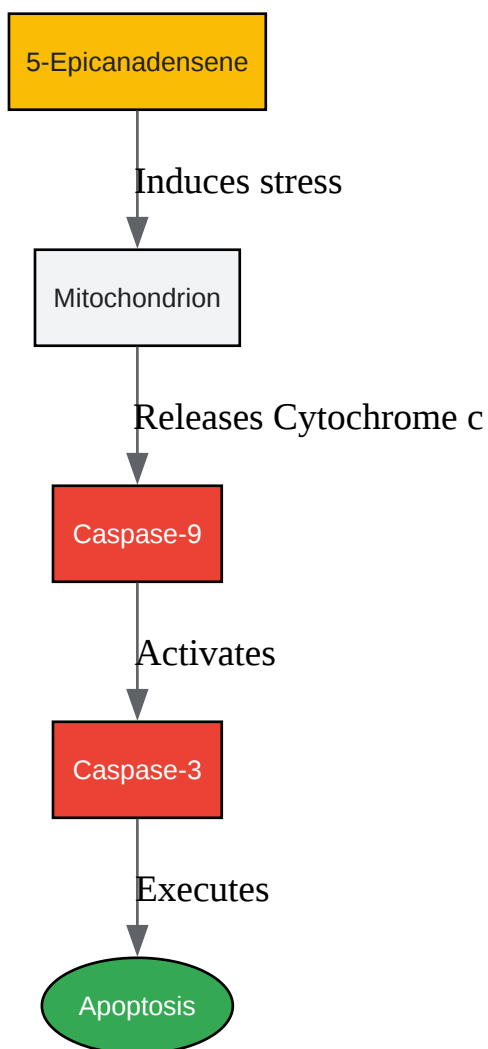 5-Epicanadensene
Induces stress
Mitochondrion
Releases Cytochrome c
Caspase-9
Activates
Caspase-3
Executes
Apoptosis